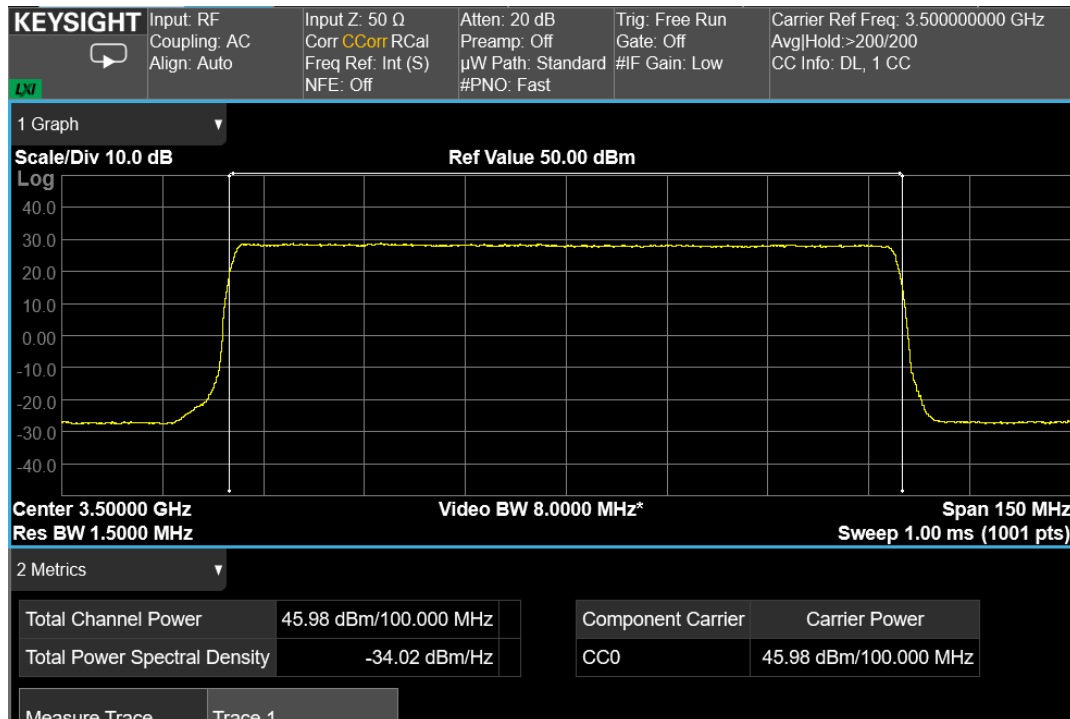 KEYSIGHT Input: RF Input Z: 50 Ω Atten: 20 dB Trig: Free Run Carrier Ref Freq: 3.500000000 GHz
Coupling: AC Corr CCorr RCal Preamp: Off Gate: Off Avg|Hold:>200/200
Align: Auto Freq Ref: Int (S) µW Path: Standard #IF Gain: Low CC Info: DL, 1 CC
LXI NFE: Off #PNO: Fast
1 Graph
Scale/Div 10.0 dB Ref Value 50.00 dBm
Log
40.0
30.0
20.0
10.0
0.00
-10.0
-20.0
-30.0
-40.0
Center 3.50000 GHz Video BW 8.0000 MHz* Span 150 MHz
Res BW 1.5000 MHz Sweep 1.00 ms (1001 pts)
2 Metrics
Total Channel Power 45.98 dBm/100.000 MHz Component Carrier Carrier Power
Total Power Spectral Density -34.02 dBm/Hz CC0 45.98 dBm/100.000 MHz
Measure Trace Trace 1